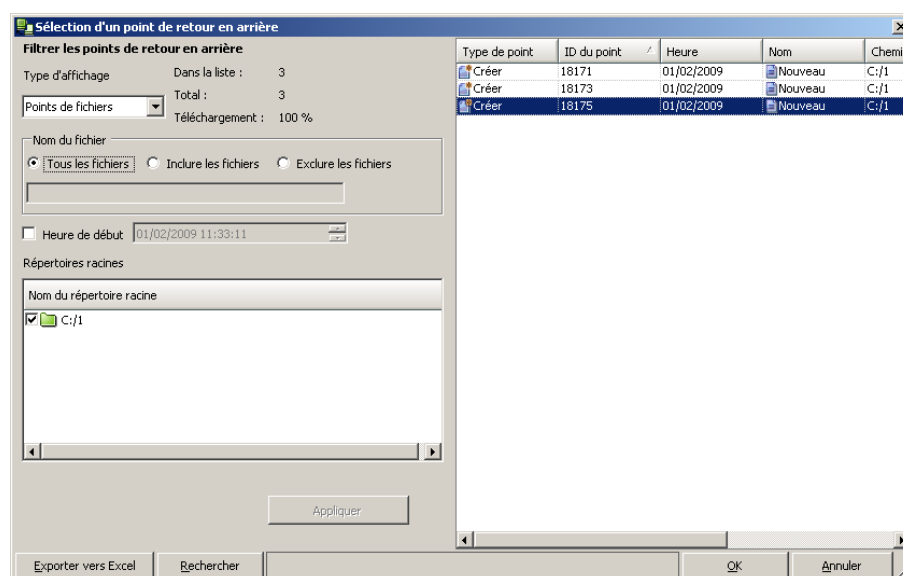 Sélection d'un point de retour en arrière
Filtrer les points de retour en arrière
Type d'affichage
Dans la liste : 3
Points de fichiers
Total : 3
Téléchargement : 100 %
Nom du fichier
Tous les fichiers Inclure les fichiers Exclure les fichiers
Heure de début 01/02/2009 11:33:11
Répertoires racines
Nom du répertoire racine
C:/1
Appliquer
Type de point ID du point Heure Nom Chemi
Créer 18171 01/02/2009 Nouveau C:/1
Créer 18173 01/02/2009 Nouveau C:/1
Créer 18175 01/02/2009 Nouveau C:/1
Exporter vers Excel Rechercher OK Annuler